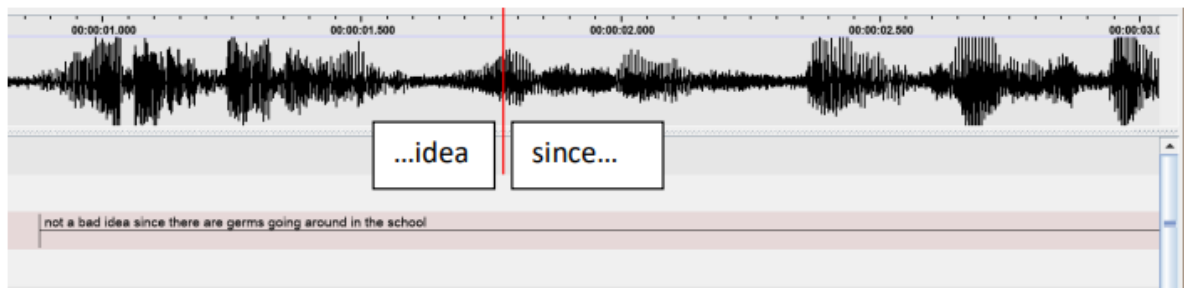 00:00:01.000 00:00:01.500 00:00:02.000 00:00:02.500 00:00:03.0
...idea since...
not a bad idea since there are germs going around in the school